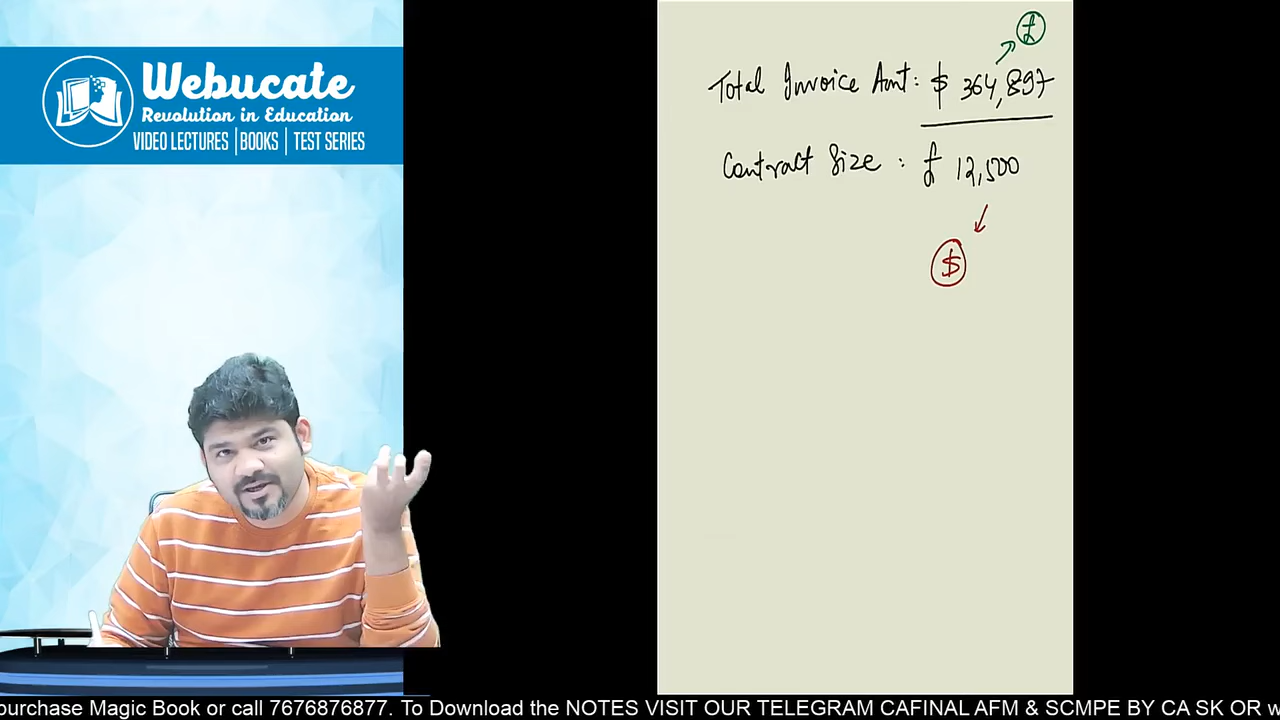 Webucate
Revolution in Education
VIDEO LECTURES | BOOKS | TEST SERIES
£
Total Invoice Amt : $ 364,897
Contract Size : £ 12,500
$
purchase Magic Book or call 7676876877. To Download the NOTES VISIT OUR TELEGRAM CAFINAL AFM & SCMPE BY CA SK OR w